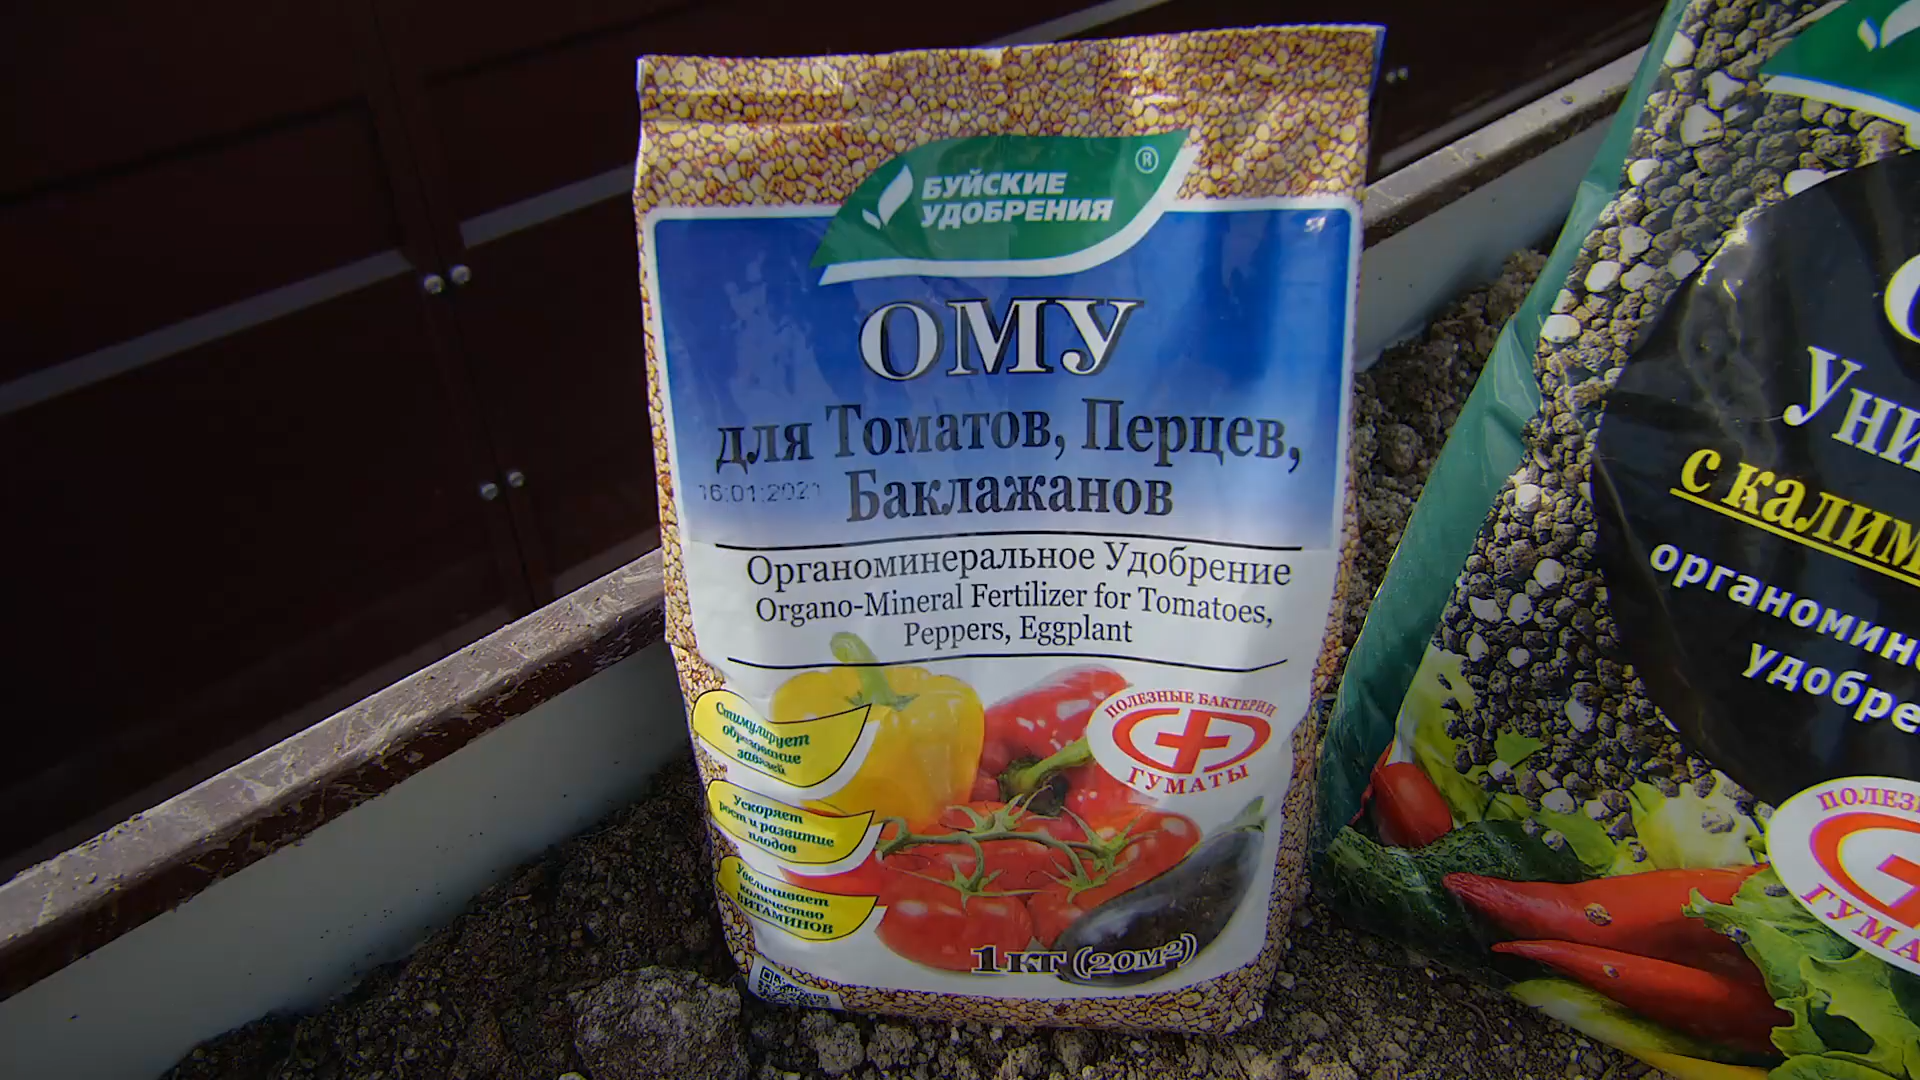 БУЙСКИЕ
УДОБРЕНИЯ
®
ОМУ
для Томатов, Перцев,
Баклажанов
16:01:2021
Органоминеральное Удобрение
Organo-Mineral Fertilizer for Tomatoes,
Peppers, Eggplant
Стимулирует
образование
завязей
Ускоряет
рост и развитие
плодов
Увеличивает
количество
ВИТАМИНОВ
ПОЛЕЗНЫЕ БАКТЕРИИ
ГУМАТЫ
1 кг (20м²)
Уни
с калим
органомин
удобре
ПОЛЕЗ
ГУМА